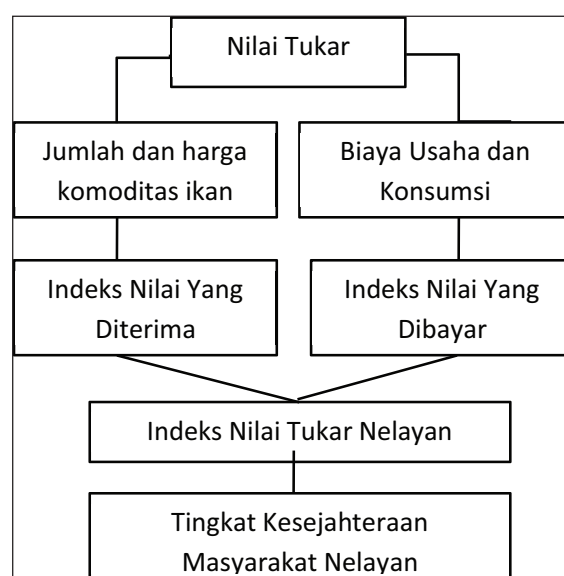 Nilai Tukar
Jumlah dan harga
komoditas ikan
Biaya Usaha dan
Konsumsi
Indeks Nilai Yang
Diterima
Indeks Nilai Yang
Dibayar
Indeks Nilai Tukar Nelayan
Tingkat Kesejahteraan
Masyarakat Nelayan